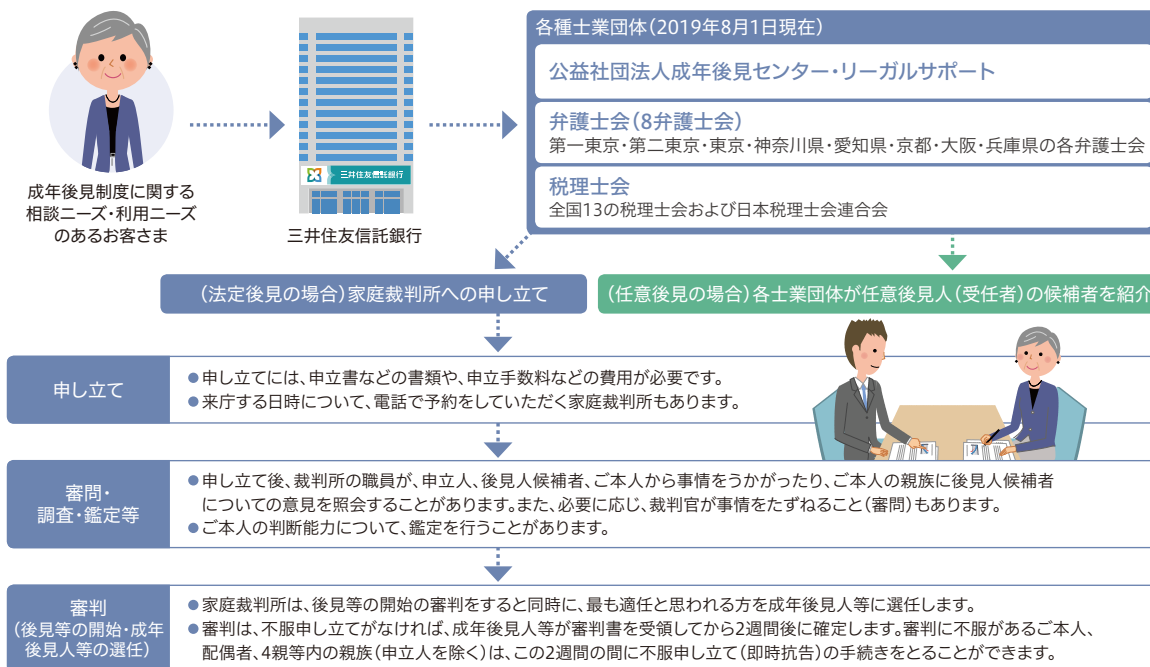 成年後見制度に関する
相談ニーズ・利用ニーズ
のあるお客さま
三井住友信託銀行
三井住友信託銀行
各種士業団体(2019年8月1日現在)
公益社団法人成年後見センター・リーガルサポート
弁護士会(8弁護士会)
第一東京・第二東京・東京・神奈川県・愛知県・京都・大阪・兵庫県の各弁護士会
税理士会
全国13の税理士会および日本税理士会連合会
(法定後見の場合)家庭裁判所への申し立て
(任意後見の場合)各士業団体が任意後見人(受任者)の候補者を紹介
申し立て
●申し立てには、申立書などの書類や、申立手数料などの費用が必要です。
●来庁する日時について、電話で予約をしていただく家庭裁判所もあります。
審問・
調査・鑑定等
●申し立て後、裁判所の職員が、申立人、後見人候補者、ご本人から事情をうかがったり、ご本人の親族に後見人候補者
についての意見を照会することがあります。また、必要に応じ、裁判官が事情をたずねること(審問)もあります。
●ご本人の判断能力について、鑑定を行うことがあります。
審判
(後見等の開始・成年
後見人等の選任)
●家庭裁判所は、後見等の開始の審判をすると同時に、最も適任と思われる方を成年後見人等に選任します。
●審判は、不服申し立てがなければ、成年後見人等が審判書を受領してから2週間後に確定します。審判に不服があるご本人、
配偶者、4親等内の親族(申立人を除く)は、この2週間の間に不服申し立て(即時抗告)の手続きをとることができます。